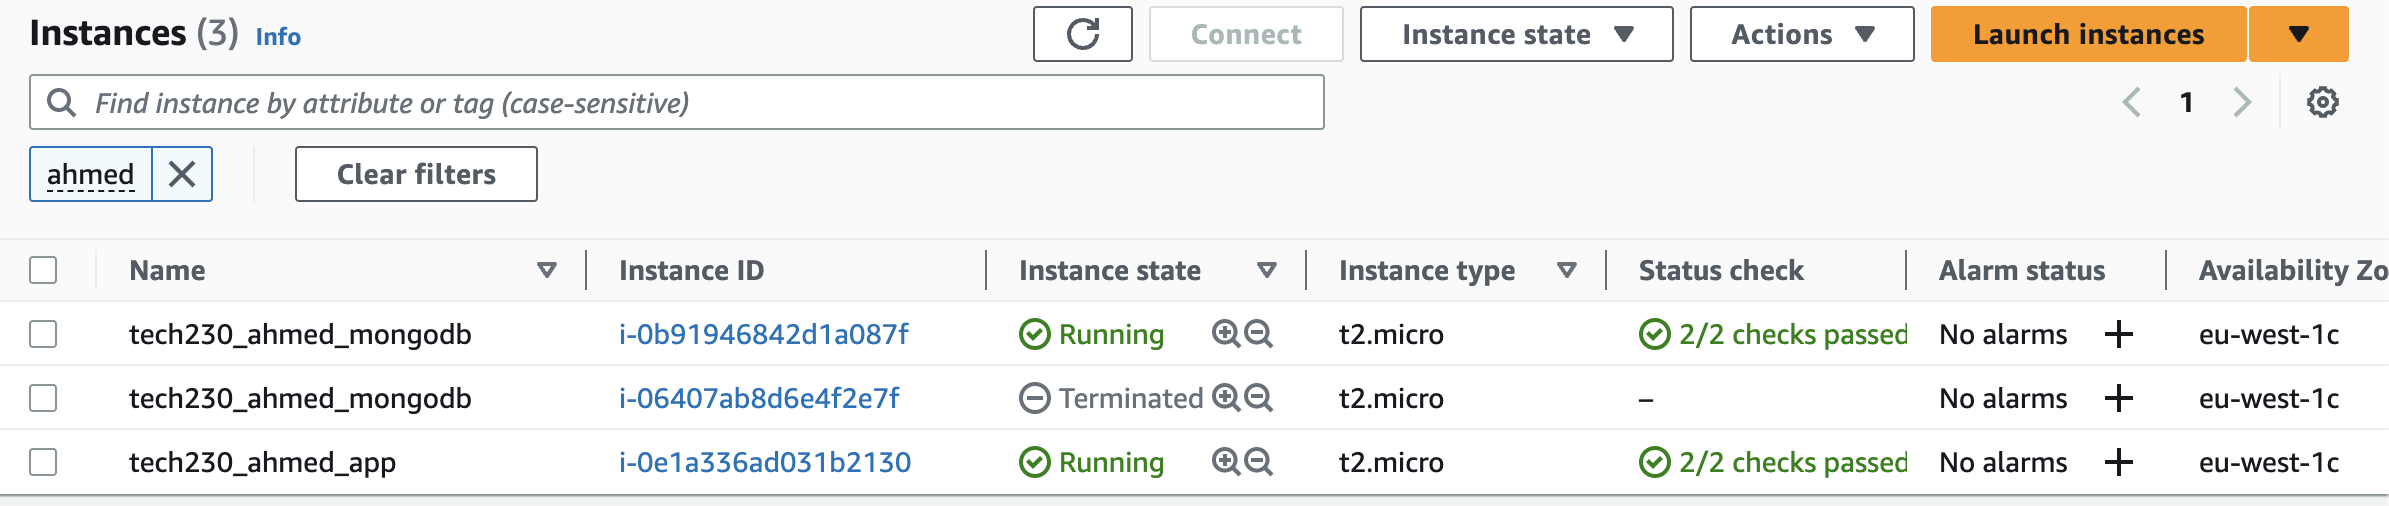 Instances (3) Info Connect Instance state Actions Launch instances
Find instance by attribute or tag (case-sensitive) 1
ahmed Clear filters
Name Instance ID Instance state Instance type Status check Alarm status Availability Zo
tech230_ahmed_mongodb i-0b91946842d1a087f Running t2.micro 2/2 checks passed No alarms + eu-west-1c
tech230_ahmed_mongodb i-06407ab8d6e4f2e7f Terminated t2.micro – No alarms + eu-west-1c
tech230_ahmed_app i-0e1a336ad031b2130 Running t2.micro 2/2 checks passed No alarms + eu-west-1c